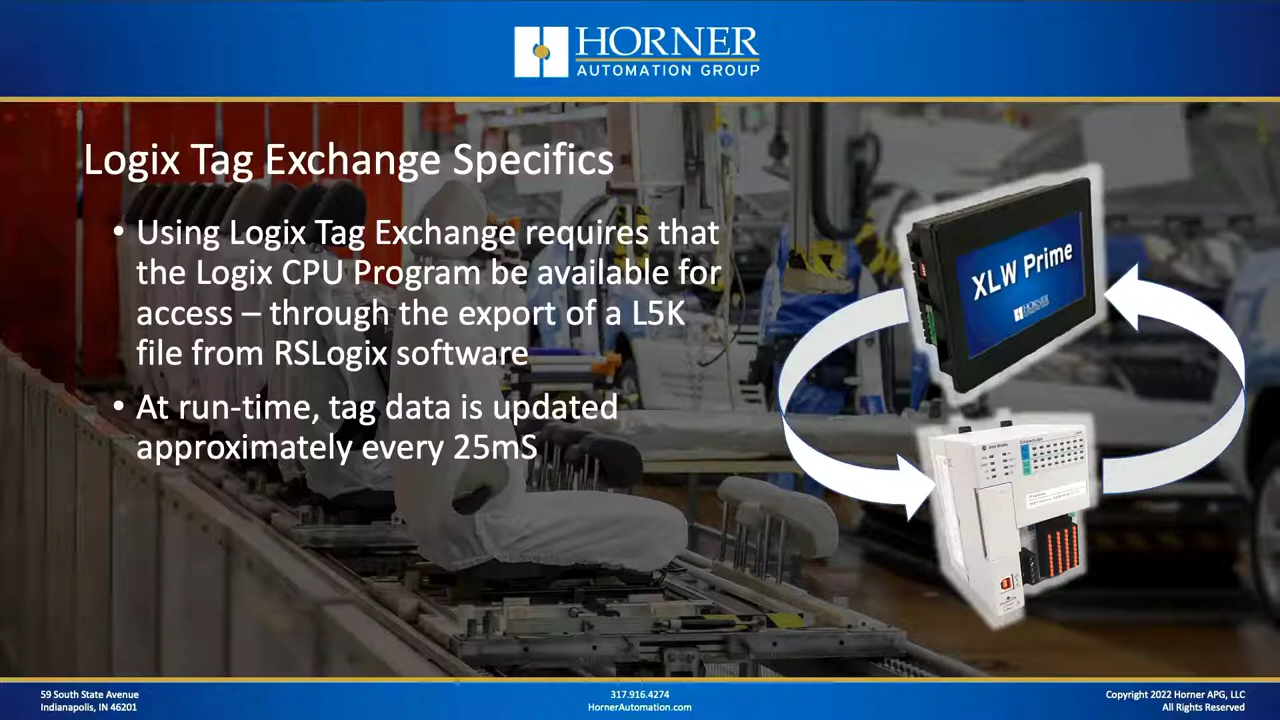 HORNER
AUTOMATION GROUP
Logix Tag Exchange Specifics
• Using Logix Tag Exchange requires that
the Logix CPU Program be available for
access – through the export of a L5K
file from RSLogix software
• At run-time, tag data is updated
approximately every 25mS
XLW Prime
HORNER
59 South State Avenue
Indianapolis, IN 46201
317.916.4274
HornerAutomation.com
Copyright 2022 Horner APG, LLC
All Rights Reserved